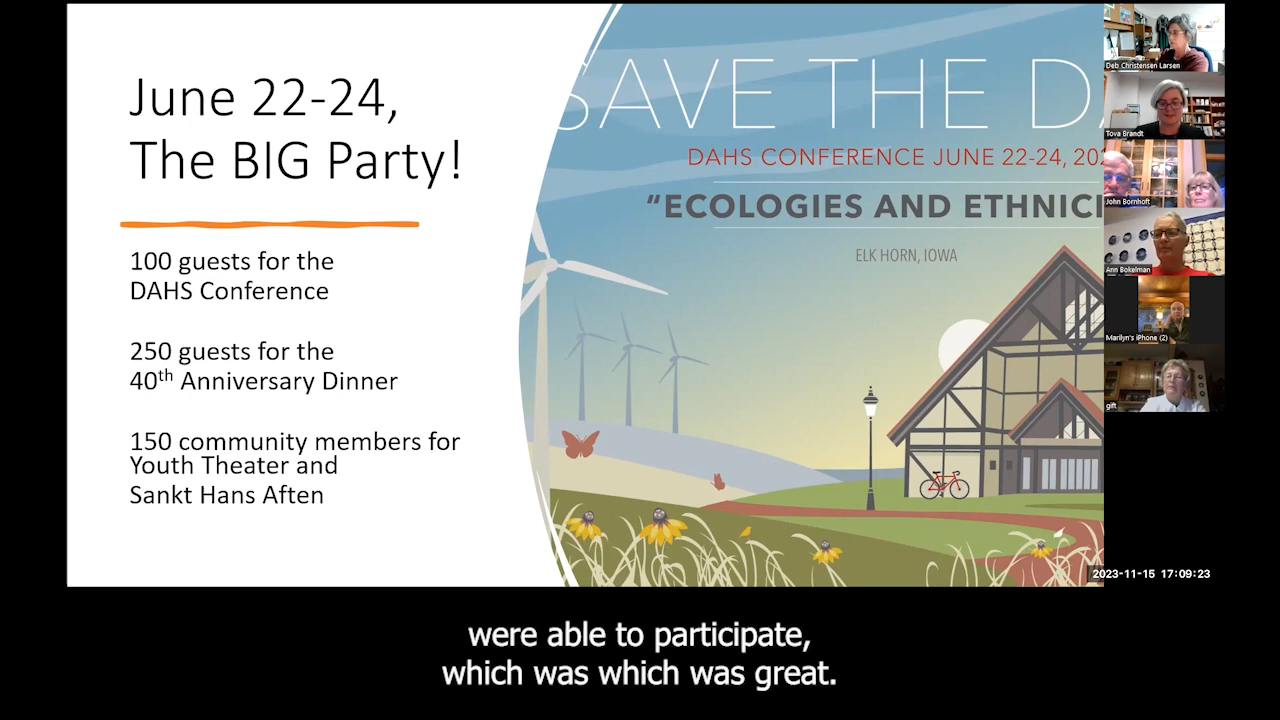 June 22-24,
The BIG Party!
100 guests for the
DAHS Conference
250 guests for the
40th Anniversary Dinner
150 community members for
Youth Theater and
Sankt Hans Aften
SAVE THE DA
DAHS CONFERENCE JUNE 22-24, 202
“ECOLOGIES AND ETHNICI
ELK HORN, IOWA
Deb Christensen Larsen
Tova Brandt
John Bornhoft
Ann Bokelman
Marilyn's iPhone (2)
gift
2023-11-15 17:09:23
were able to participate,
which was which was great.